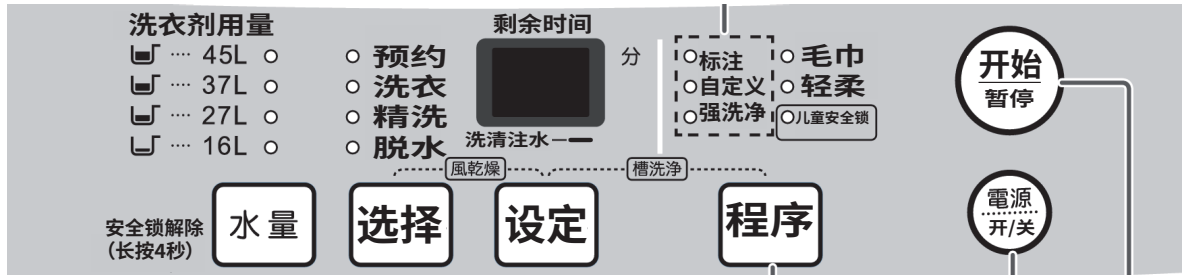 洗衣剂用量
45L
37L
27L
16L
预约
洗衣
精洗
脱水
剩余时间
分
洗清注水
标注
自定义
强洗净
毛巾
轻柔
儿童安全锁
風乾燥
槽洗浄
安全锁解除
（长按4秒）
水量
选择
设定
程序
开始
暂停
電源
开/关